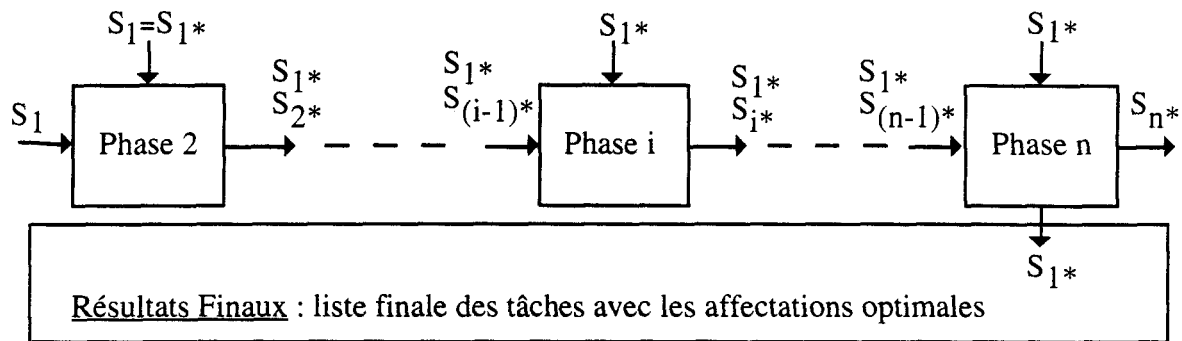 S1=S1*
S1*
S1*
S1*
S2*
S1*
S(i-1)*
S1*
Si*
S1*
S(n-1)*
S1
Phase 2
Phase i
Phase n
Sn*
S1*
Résultats Finaux : liste finale des tâches avec les affectations optimales